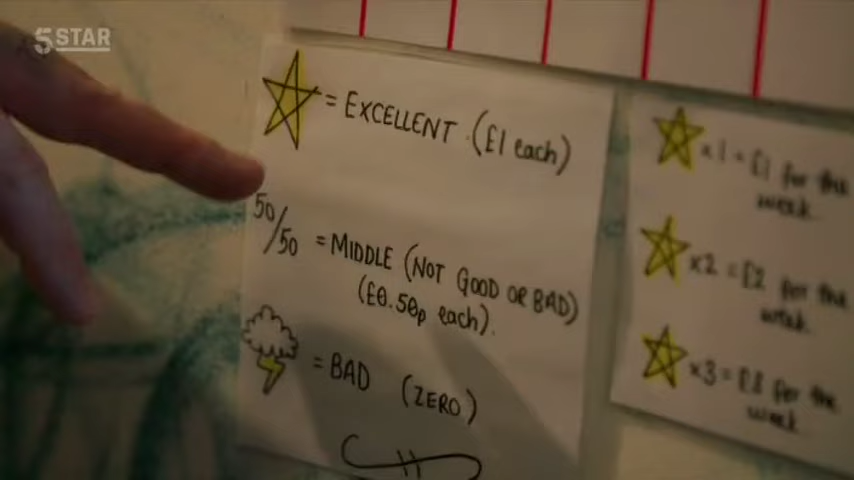 5STAR
= EXCELLENT (£1 each)
50/50 = MIDDLE (NOT GOOD OR BAD)
(£0.50p each).
= BAD (ZERO)
x1 = £1 for the
week
x2 = £2 for the
week
x3 = for the
week